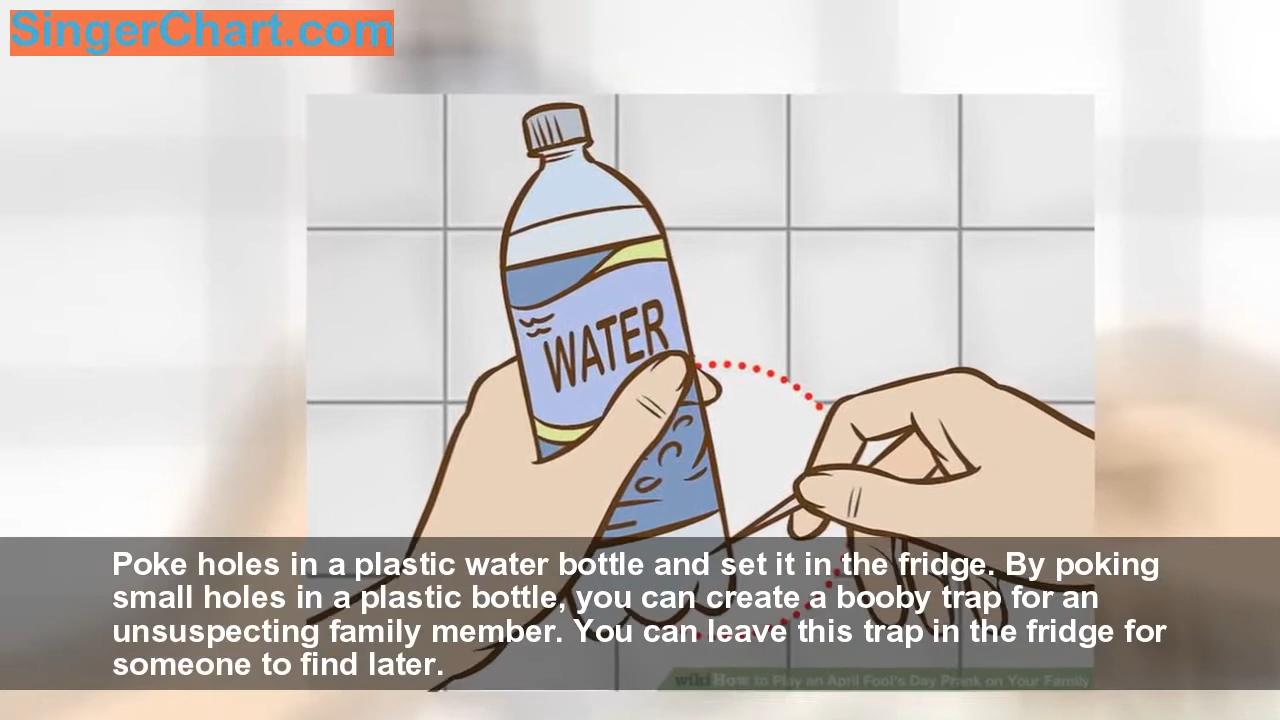 SingerChart.com
WATER
Poke holes in a plastic water bottle and set it in the fridge. By poking
small holes in a plastic bottle, you can create a booby trap for an
unsuspecting family member. You can leave this trap in the fridge for
someone to find later.
wikiHow to Play an April Fool's Day Prank on Your Family